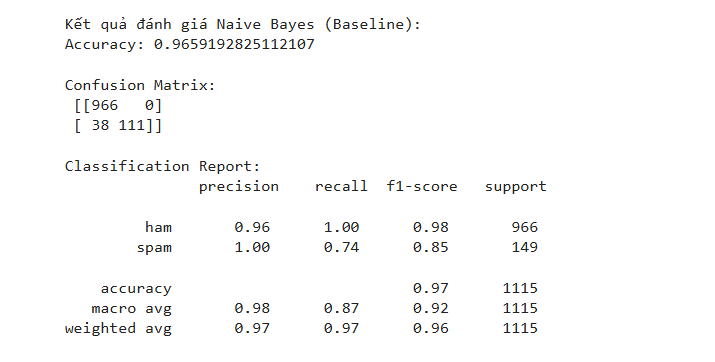 Kết quả đánh giá Naive Bayes (Baseline):
Accuracy: 0.9659192825112107
Confusion Matrix:
[[966   0]
[ 38 111]]
Classification Report:
precision    recall  f1-score   support
ham       0.96      1.00      0.98       966
spam       1.00      0.74      0.85       149
accuracy                           0.97      1115
macro avg       0.98      0.87      0.92      1115
weighted avg       0.97      0.97      0.96      1115